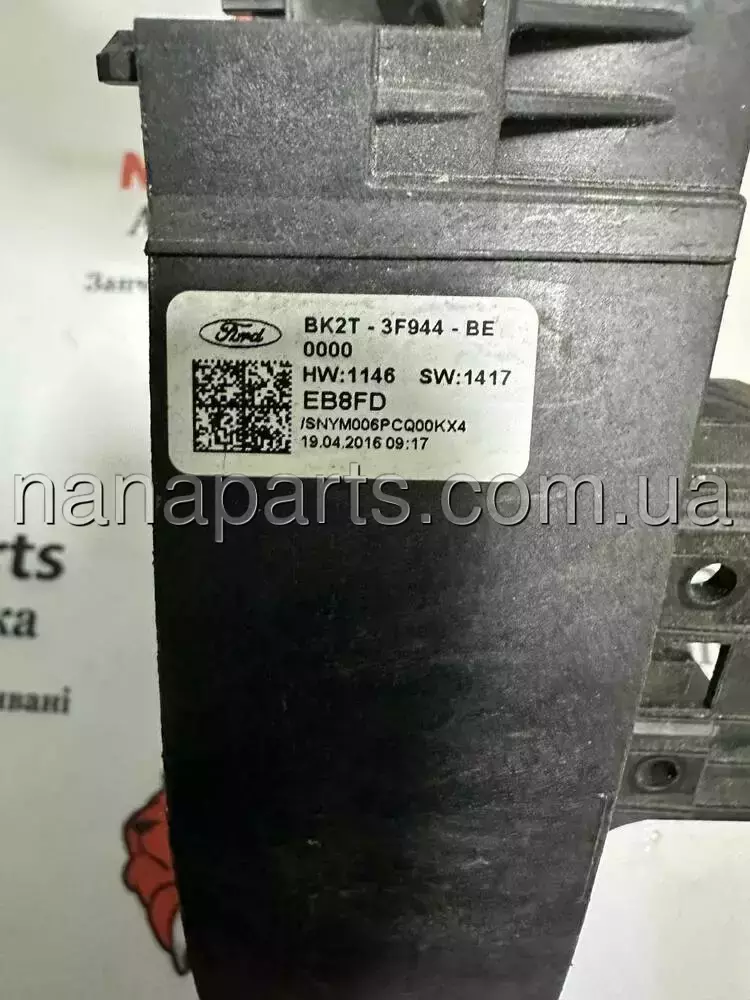 Ford
BK2T - 3F944 - BE
0000
HW:1146 SW:1417
EB8FD
/SNYM006PCQ00KX4
19.04.2016 09:17
nanaparts.com.ua